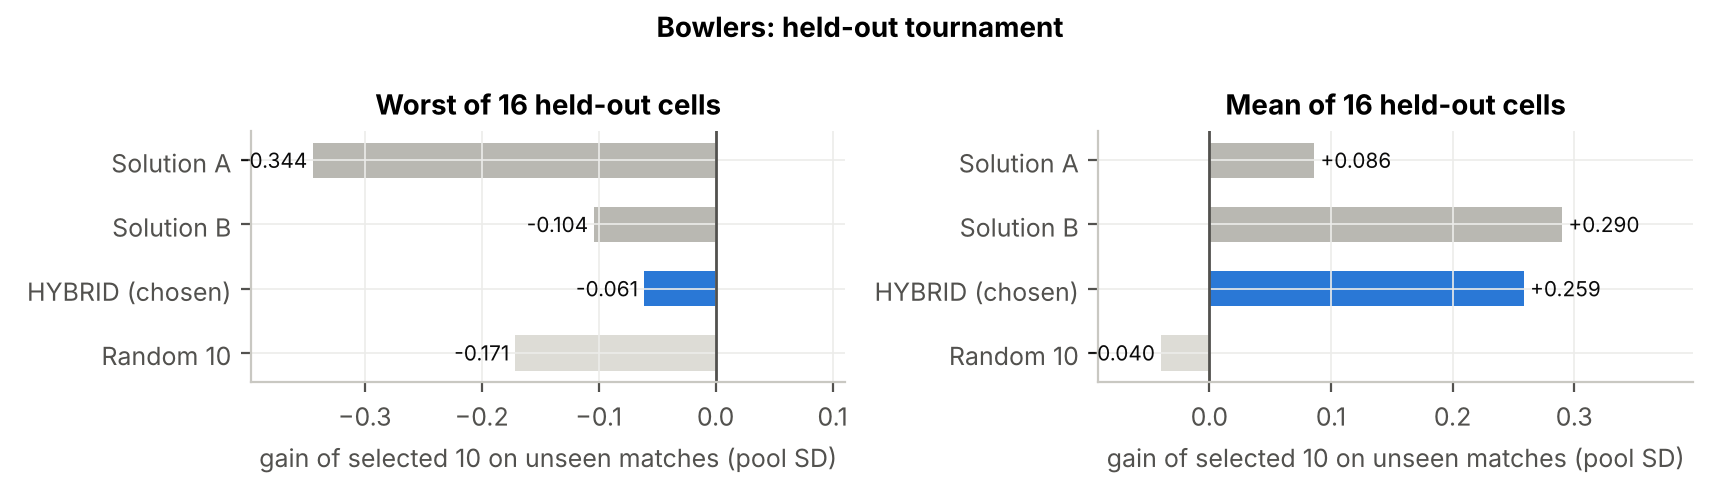 Bowlers: held-out tournament
Worst of 16 held-out cells
Solution A
-0.344
Solution B
-0.104
HYBRID (chosen)
-0.061
Random 10
-0.171
−0.3 −0.2 −0.1 0.0 0.1
gain of selected 10 on unseen matches (pool SD)
Mean of 16 held-out cells
Solution A
+0.086
Solution B
+0.290
HYBRID (chosen)
+0.259
Random 10
-0.040
0.0 0.1 0.2 0.3
gain of selected 10 on unseen matches (pool SD)